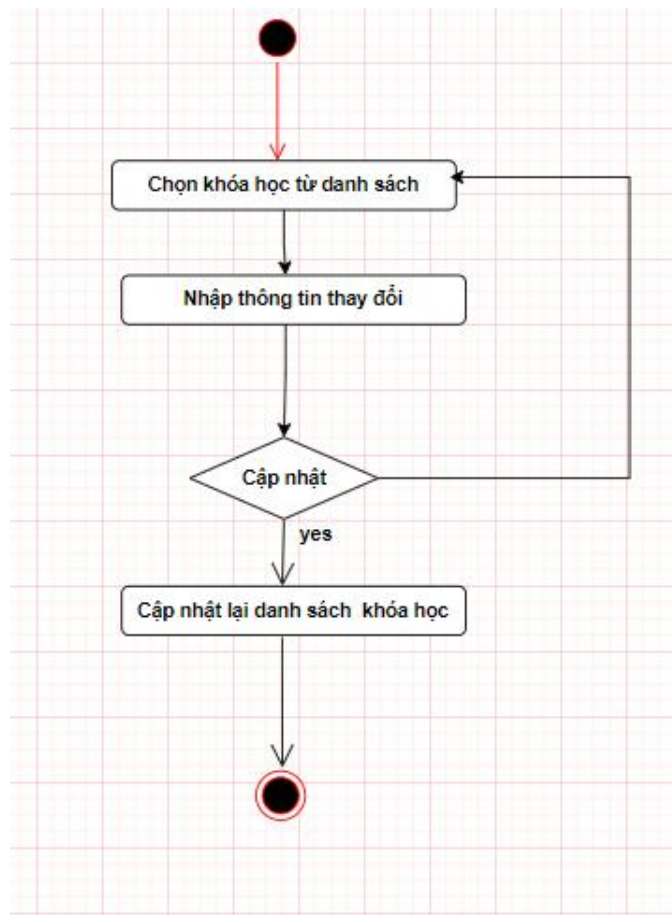 Chọn khóa học từ danh sách
Nhập thông tin thay đổi
Cập nhật
yes
Cập nhật lại danh sách khóa học